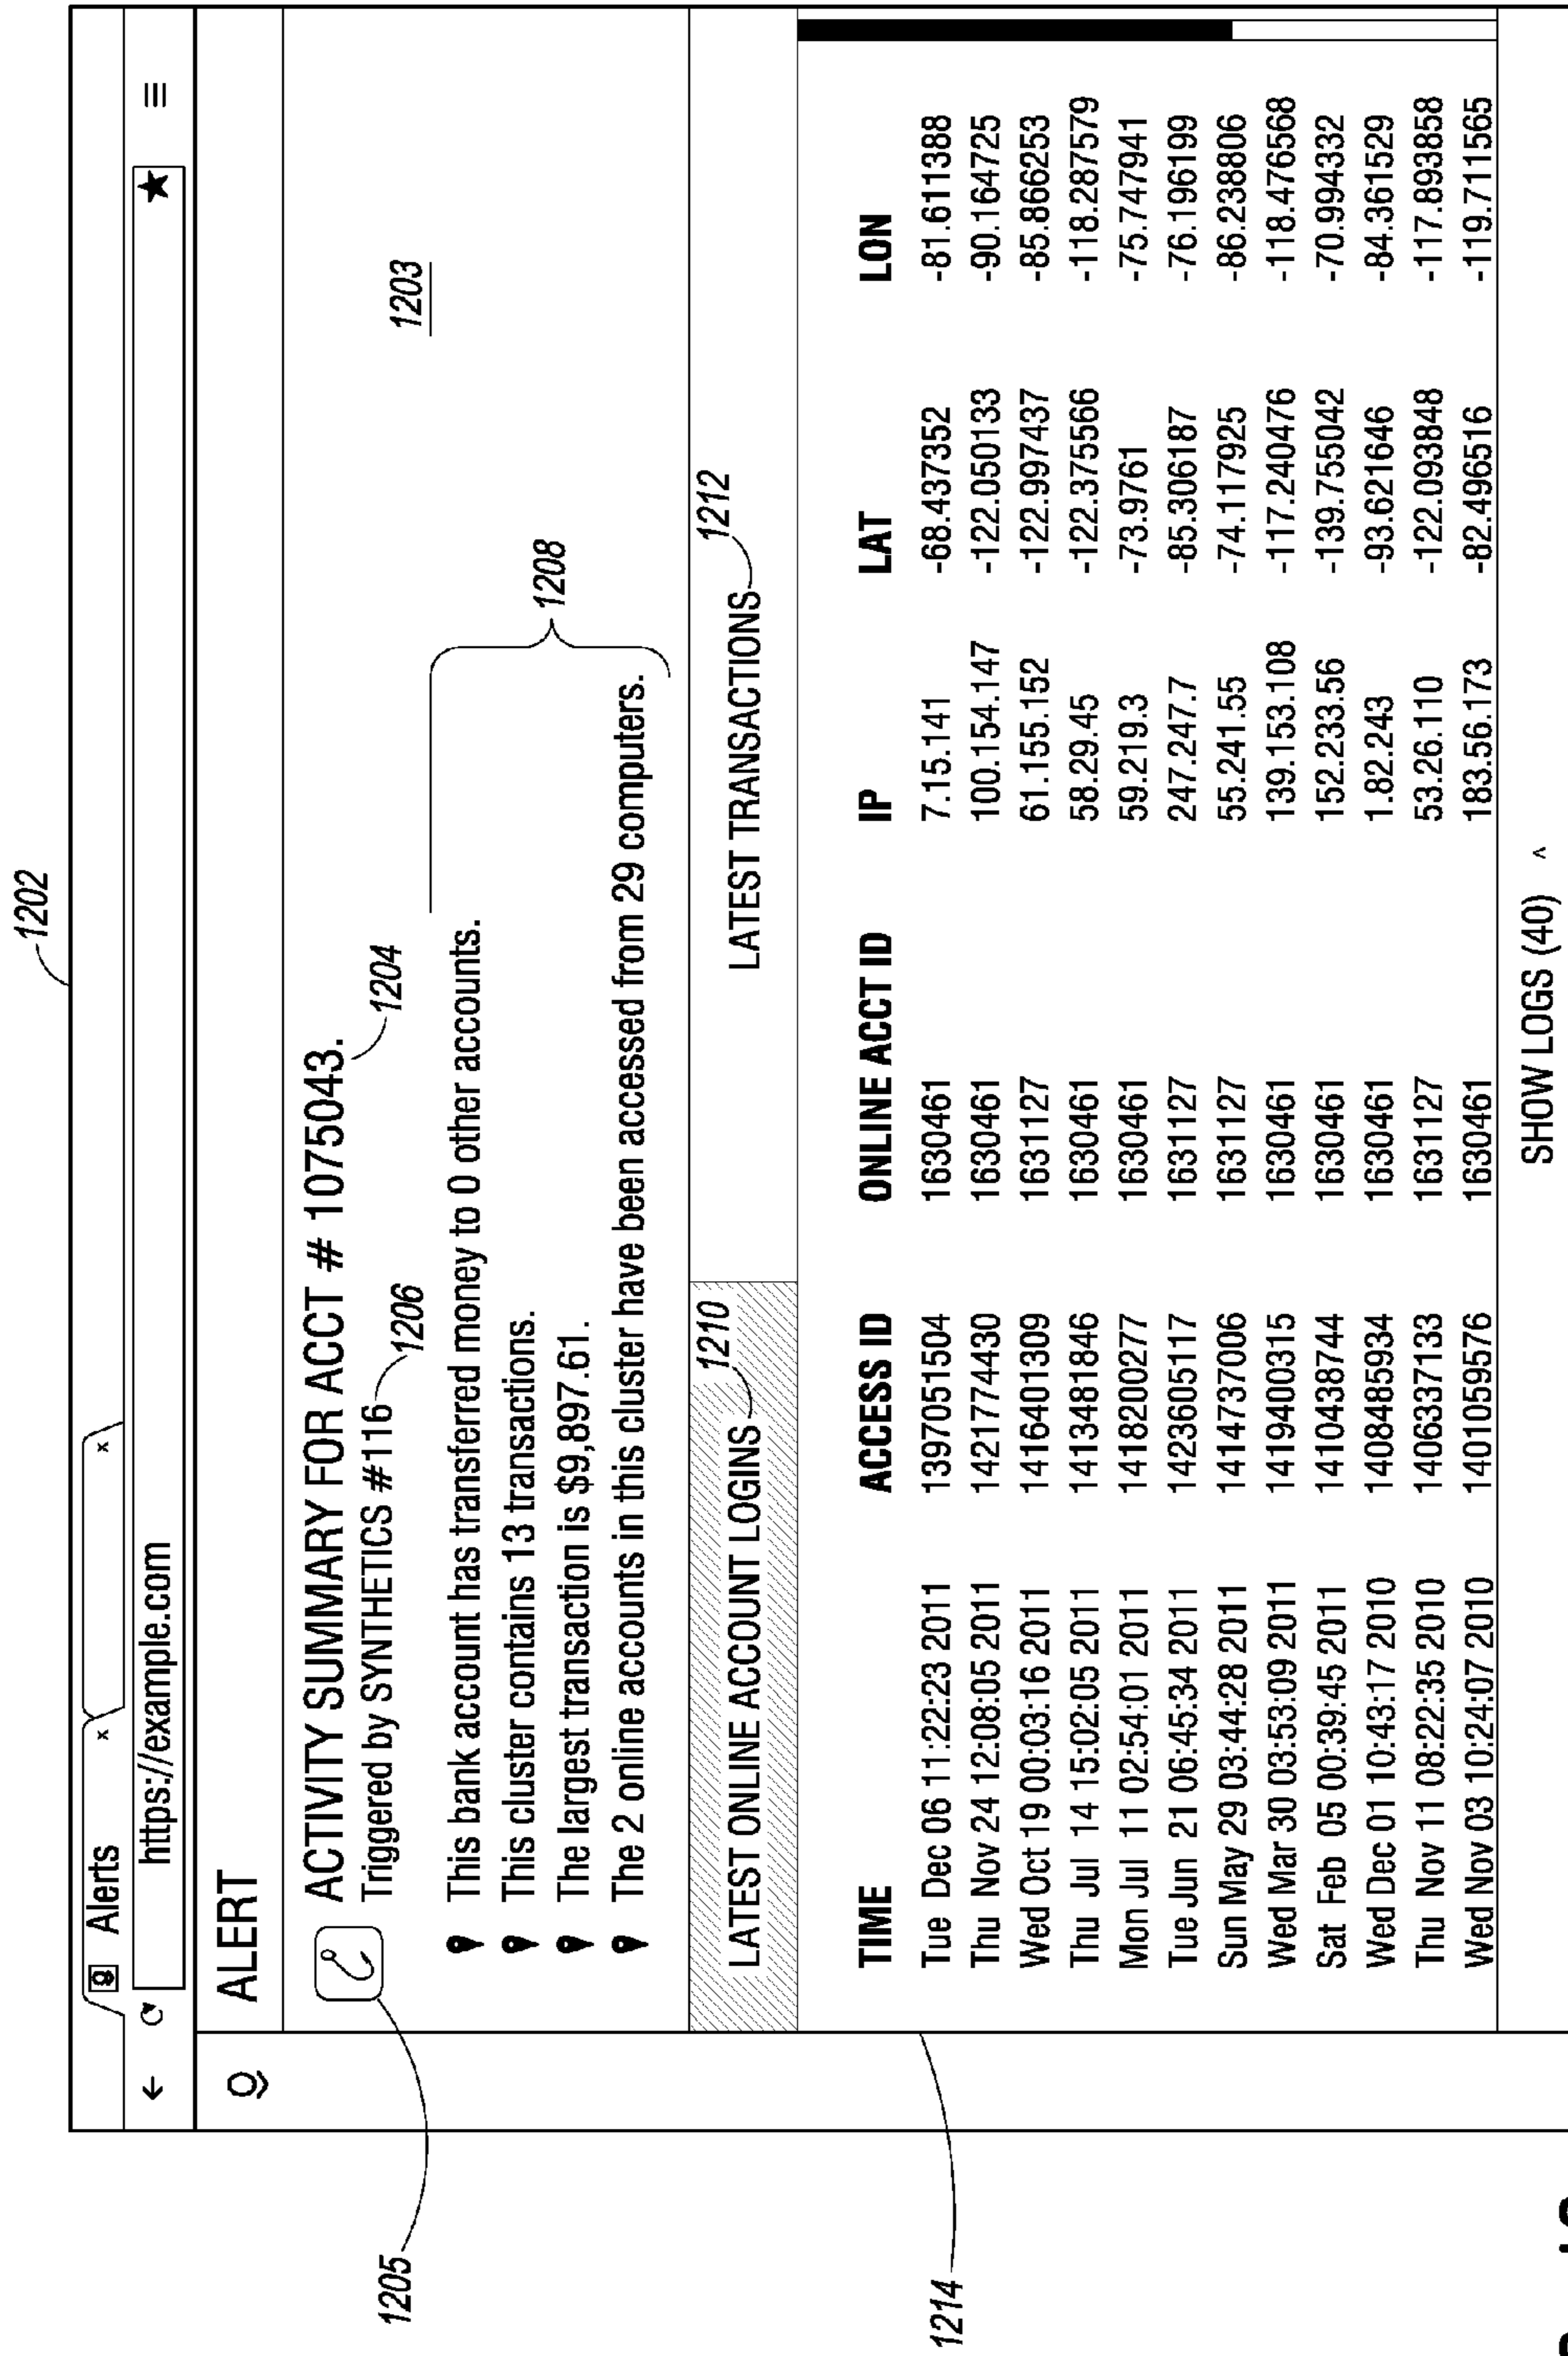 1202
Alerts x x
https://example.com
ALERT
1203
1205
ACTIVITY SUMMARY FOR ACCT # 1075043. 1204
Triggered by SYNTHETICS #116 1206
This bank account has transferred money to 0 other accounts.
This cluster contains 13 transactions.
The largest transaction is $9,897.61.
The 2 online accounts in this cluster have been accessed from 29 computers.
1208
LATEST ONLINE ACCOUNT LOGINS 1210 LATEST TRANSACTIONS 1212
1214
TIME ACCESS ID ONLINE ACCT ID IP LAT LON
Tue Dec 06 11:22:23 2011 1397051504 1630461 7.15.141 -68.437352 -81.611388
Thu Nov 24 12:08:05 2011 1421774430 1630461 100.154.147 -122.050133 -90.164725
Wed Oct 19 00:03:16 2011 1416401309 1631127 61.155.152 -122.997437 -85.866253
Thu Jul 14 15:02:05 2011 1413481846 1630461 58.29.45 -122.375566 -118.287579
Mon Jul 11 02:54:01 2011 1418200277 1630461 59.219.3 -73.9761 -75.747941
Tue Jun 21 06:45:34 2011 1423605117 1631127 247.247.7 -85.306187 -76.196199
Sun May 29 03:44:28 2011 1414737006 1631127 55.241.55 -74.117925 -86.238806
Wed Mar 30 03:53:09 2011 1419400315 1630461 139.153.108 -117.240476 -118.476568
Sat Feb 05 00:39:45 2011 1410438744 1630461 152.233.56 -139.755042 -70.994332
Wed Dec 01 10:43:17 2010 1408485934 1630461 1.82.243 -93.621646 -84.361529
Thu Nov 11 08:22:35 2010 1406337133 1631127 53.26.110 -122.093848 -117.893858
Wed Nov 03 10:24:07 2010 1401059576 1630461 183.56.173 -82.496516 -119.711565
SHOW LOGS (40) ^